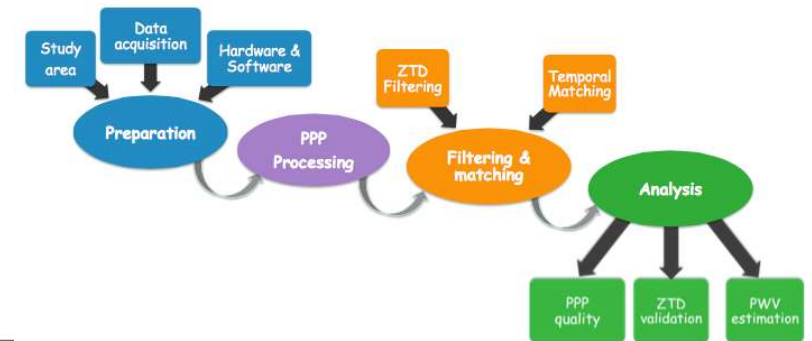 Study
area
Data
acquisition
Hardware &
Software
Preparation
PPP
Processing
ZTD
Filtering
Temporal
Matching
Filtering &
matching
Analysis
PPP
quality
ZTD
validation
PWV
estimation